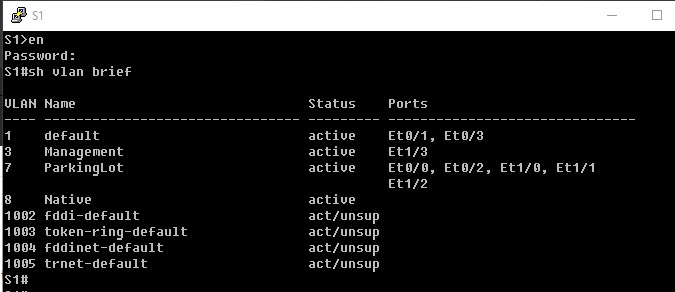 S1
S1>en
Password:
S1#sh vlan brief
VLAN Name                             Status    Ports
---- -------------------------------- --------- -------------------------------
1    default                          active    Et0/1, Et0/3
3    Management                       active    Et1/3
7    ParkingLot                       active    Et0/0, Et0/2, Et1/0, Et1/1
                                                Et1/2
8    Native                           active
1002 fddi-default                     act/unsup
1003 token-ring-default               act/unsup
1004 fddinet-default                  act/unsup
1005 trnet-default                    act/unsup
S1#